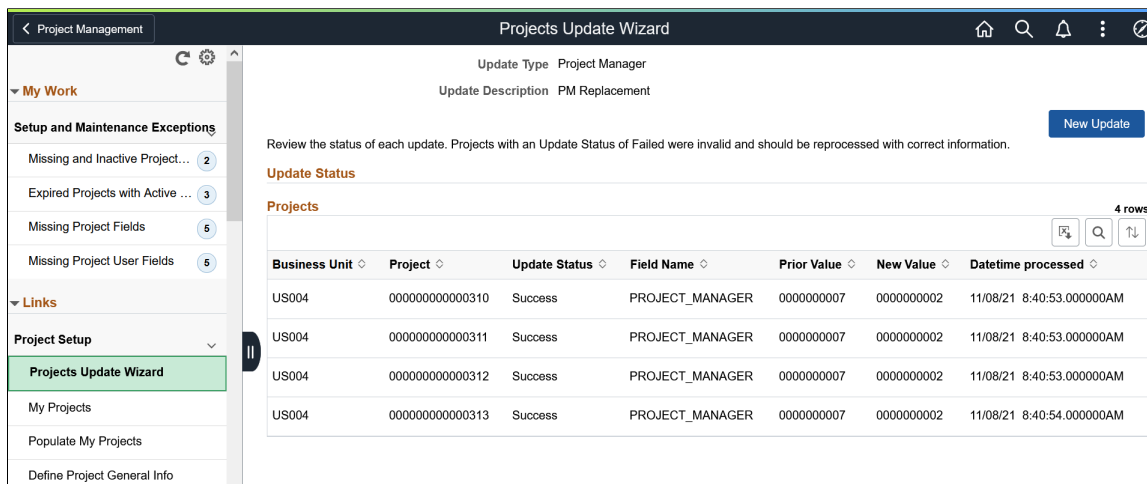 Project Management
Projects Update Wizard
My Work
Setup and Maintenance Exceptions
Missing and Inactive Project… 2
Expired Projects with Active … 3
Missing Project Fields 5
Missing Project User Fields 5
Links
Project Setup
Projects Update Wizard
My Projects
Populate My Projects
Define Project General Info
Update Type Project Manager
Update Description PM Replacement
New Update
Review the status of each update. Projects with an Update Status of Failed were invalid and should be reprocessed with correct information.
Update Status
Projects
4 rows
Business Unit Project Update Status Field Name Prior Value New Value Datetime processed
US004 000000000000310 Success PROJECT_MANAGER 0000000007 0000000002 11/08/21 8:40:53.000000AM
US004 000000000000311 Success PROJECT_MANAGER 0000000007 0000000002 11/08/21 8:40:53.000000AM
US004 000000000000312 Success PROJECT_MANAGER 0000000007 0000000002 11/08/21 8:40:53.000000AM
US004 000000000000313 Success PROJECT_MANAGER 0000000007 0000000002 11/08/21 8:40:54.000000AM